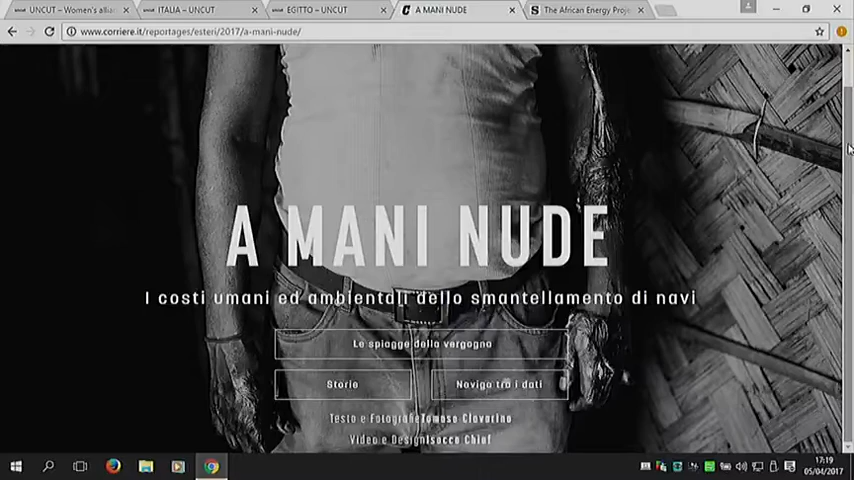 UNCUT – Women's allia
ITALIA – UNCUT
EGITTO – UNCUT
A MANI NUDE
The African Energy Proje
www.corriere.it/reportages/esteri/2017/a-mani-nude/
A MANI NUDE
I costi umani ed ambientali dello smantellamento di navi
Le spiagge della vergogna
Storie
Naviga tra i dati
Testo e Fotografie Tomaso Clavarino
Video e Design Isacco Chiaf
17:19
05/04/2017